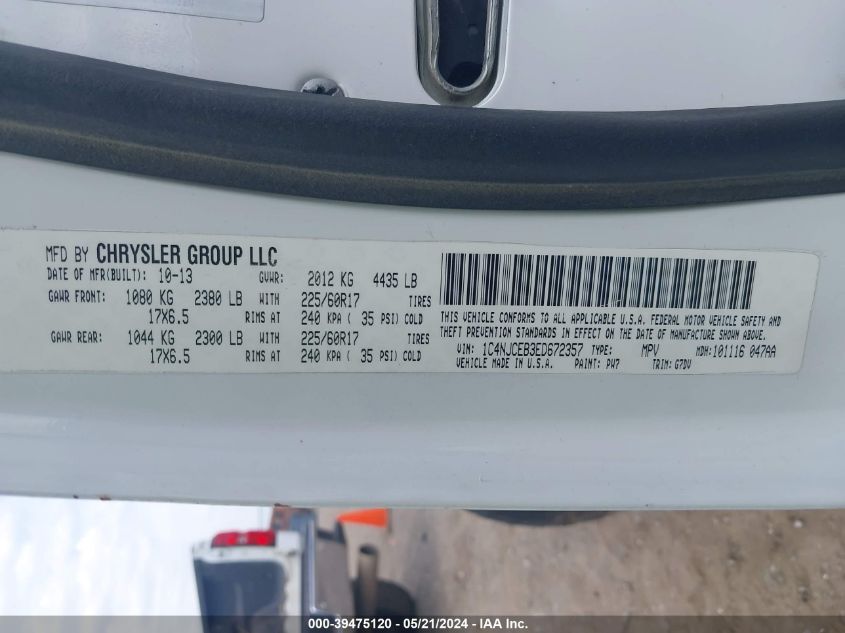 MFD BY CHRYSLER GROUP LLC
DATE OF MFR(BUILT): 10-13 GVWR: 2012 KG 4435 LB
GAWR FRONT: 1080 KG 2380 LB WITH 225/60R17 TIRES
17X6.5 RIMS AT 240 KPA ( 35 PSI) COLD
GAWR REAR: 1044 KG 2300 LB WITH 225/60R17 TIRES
17X6.5 RIMS AT 240 KPA ( 35 PSI) COLD
THIS VEHICLE CONFORMS TO ALL APPLICABLE U.S.A. FEDERAL MOTOR VEHICLE SAFETY AND
THEFT PREVENTION STANDARDS IN EFFECT ON THE DATE OF MANUFACTURE SHOWN ABOVE.
VIN: 1C4NJCEB3ED672357 TYPE: MPV MDH:101116 047AA
VEHICLE MADE IN U.S.A. PAINT: PW7 TRIM: G7DV
000-39475120 - 05/21/2024 - IAA Inc.